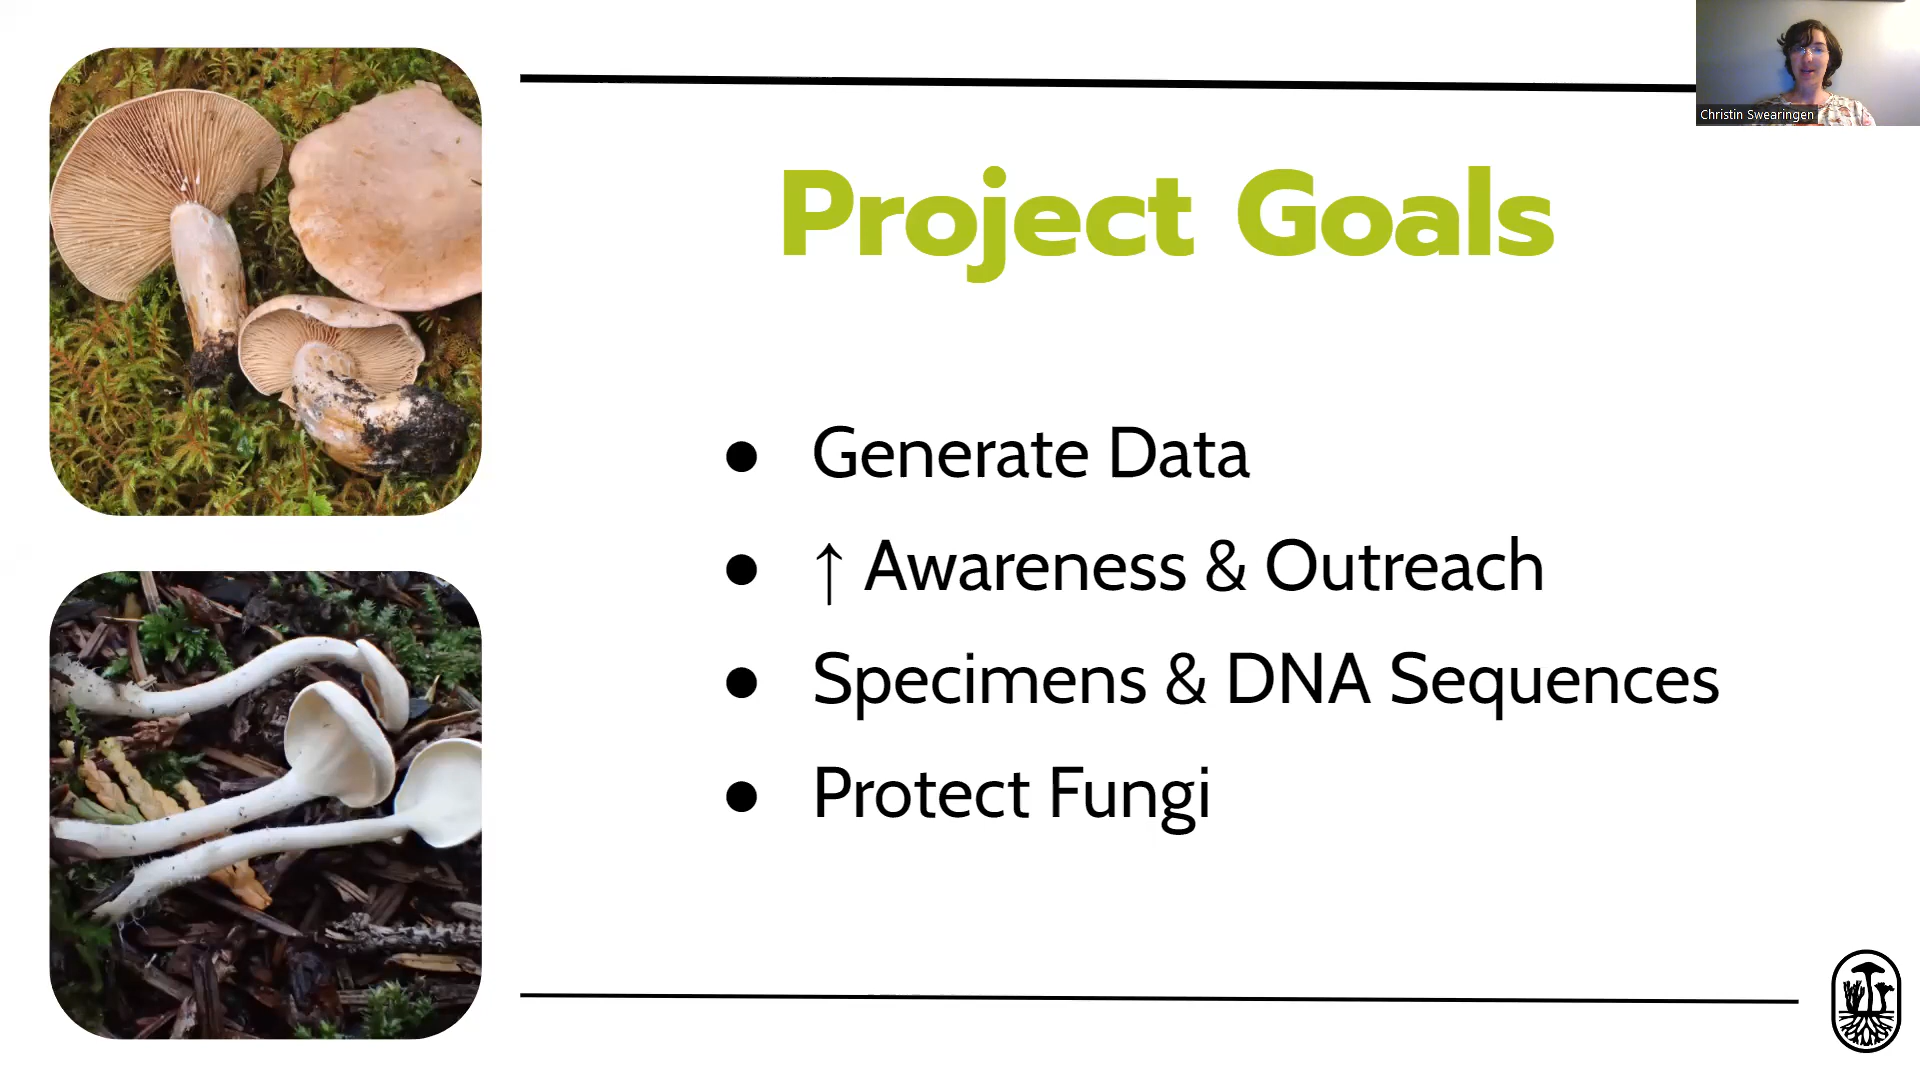 Christin Swearingen
Project Goals
● Generate Data
● ↑ Awareness & Outreach
● Specimens & DNA Sequences
● Protect Fungi